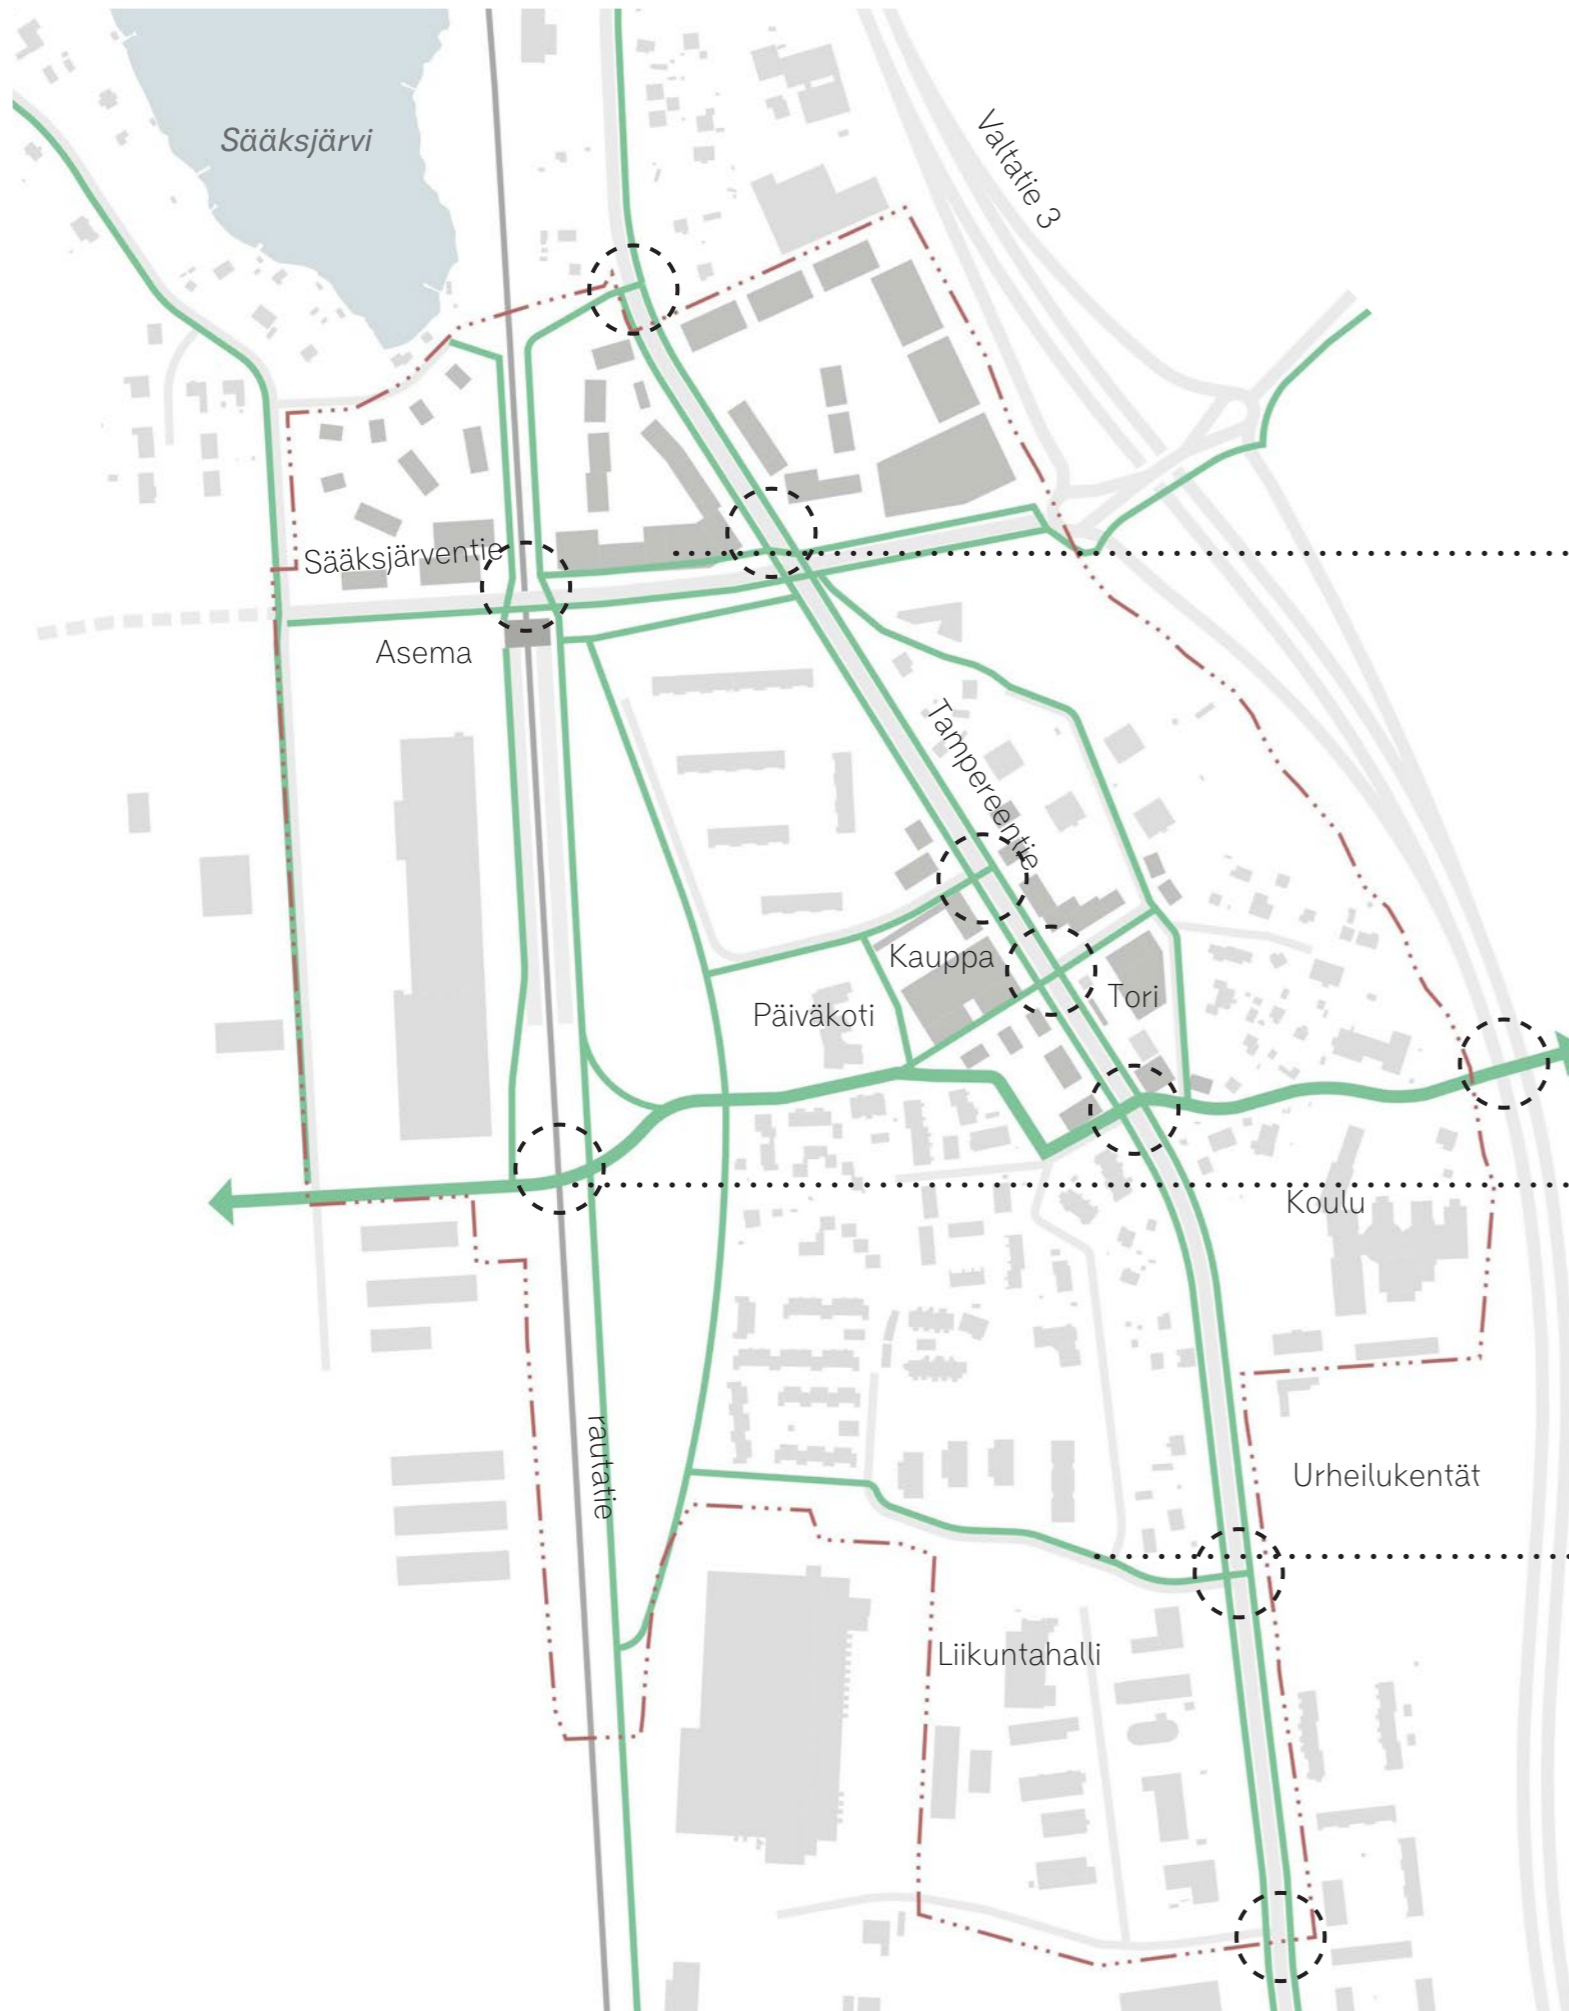 Sääksjärvi
Valtatie 3
Sääksjärventie
Asema
Tampereentie
Kauppa
Tori
Päiväkoti
Koulu
rautatie
Urheilukentät
Liikuntahalli